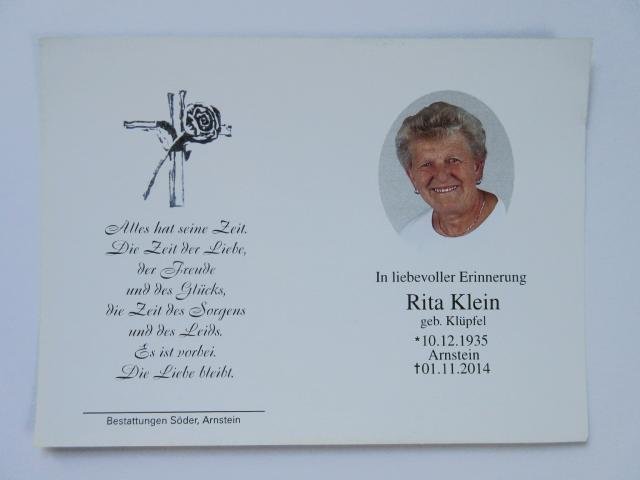 Alles hat seine Zeit.
Die Zeit der Liebe,
der Freude
und des Glücks,
die Zeit des Sorgens
und des Leids.
Es ist vorbei.
Die Liebe bleibt.
Bestattungen Söder, Arnstein
In liebevoller Erinnerung
Rita Klein
geb. Klüpfel
*10.12.1935
Arnstein
†01.11.2014